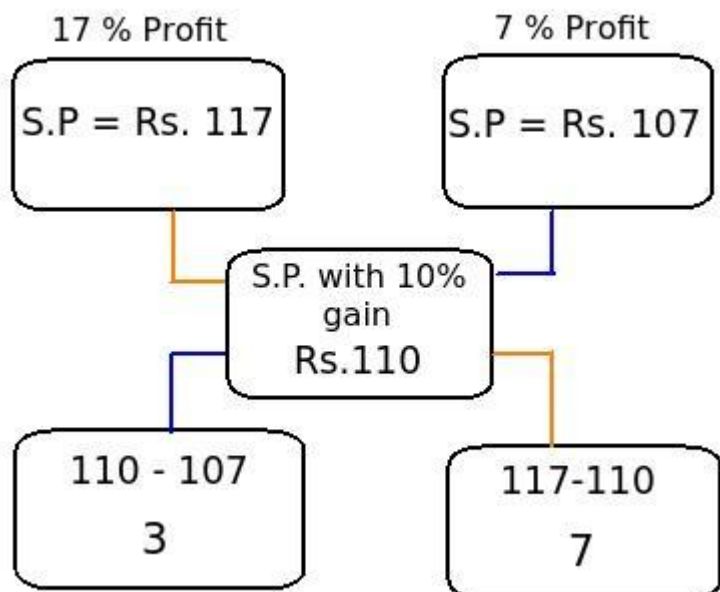 17 % Profit
7 % Profit
S.P = Rs. 117
S.P = Rs. 107
S.P. with 10%
gain
Rs.110
110 - 107
3
117-110
7